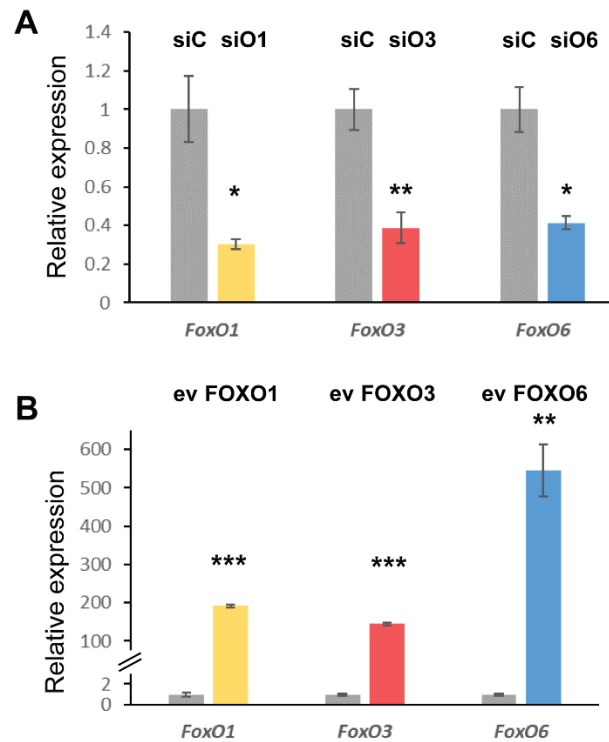 A
siC siO1 siC siO3 siC siO6
Relative expression
1.4
1.2
1
0.8
0.6
0.4
0.2
0
* ** *
FoxO1 FoxO3 FoxO6
B
ev FOXO1 ev FOXO3 ev FOXO6
Relative expression
600
500
400
300
200
100
2
0
*** *** **
FoxO1 FoxO3 FoxO6